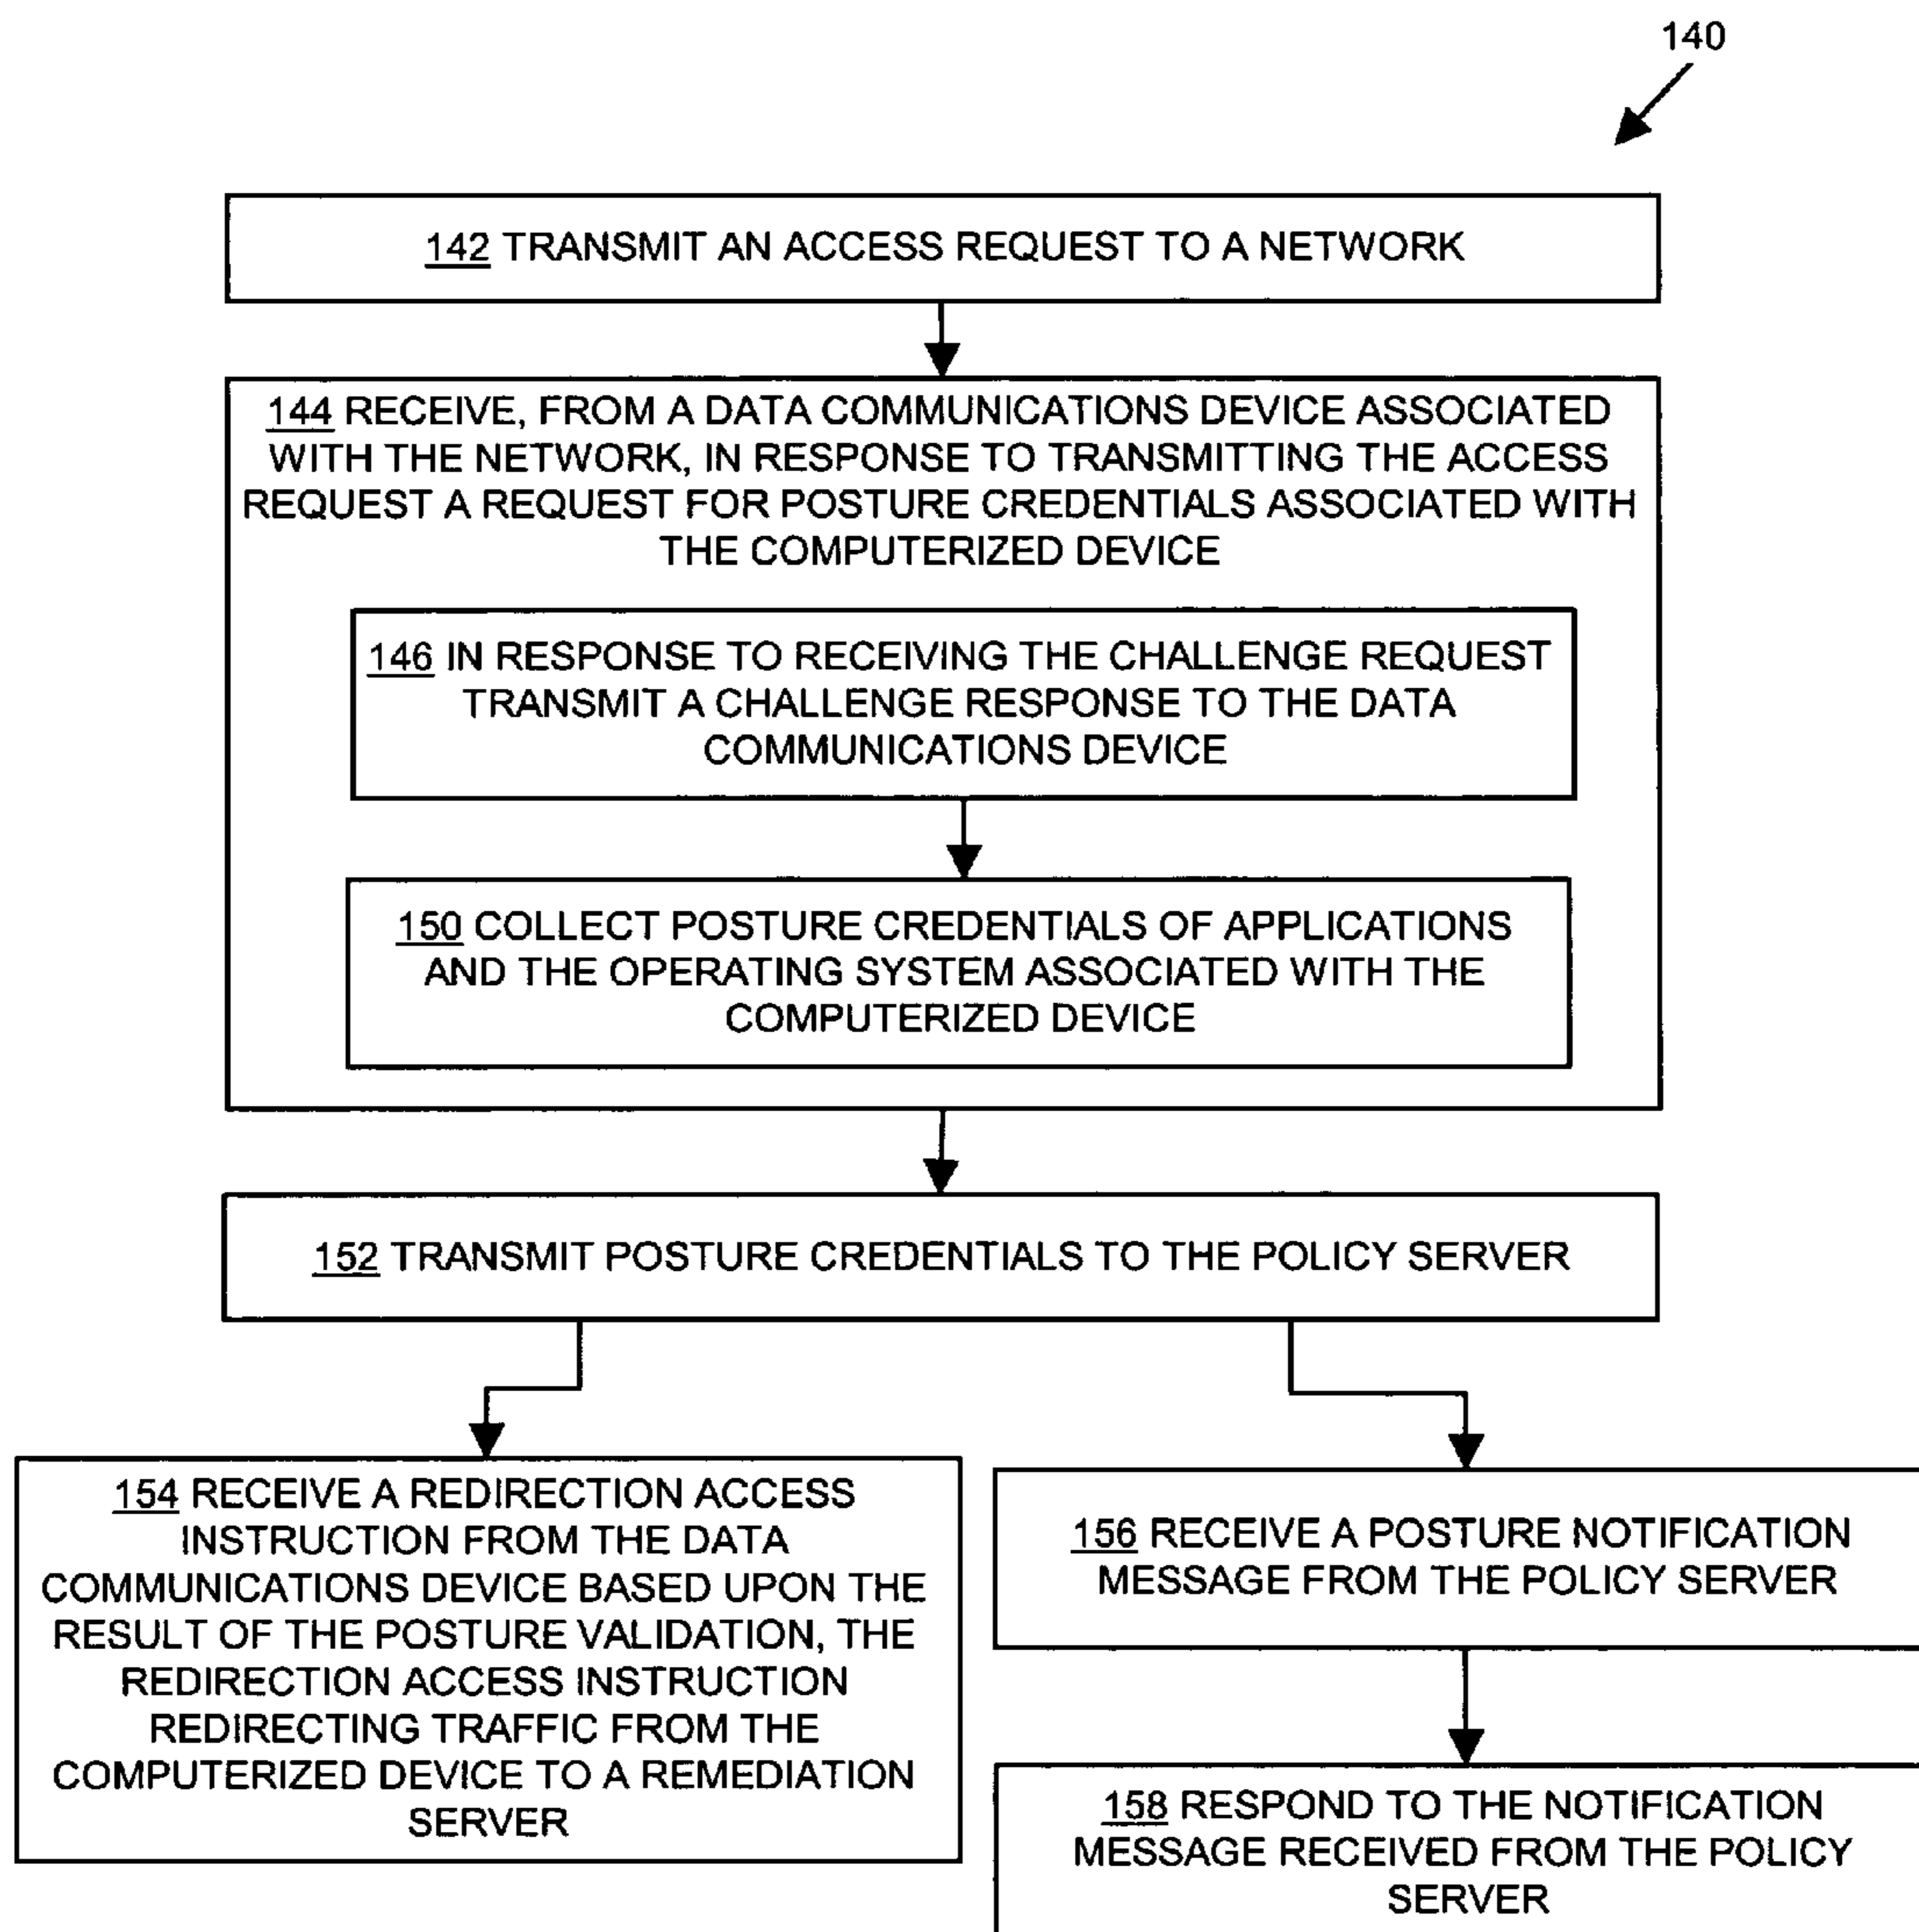 140
142 TRANSMIT AN ACCESS REQUEST TO A NETWORK
144 RECEIVE, FROM A DATA COMMUNICATIONS DEVICE ASSOCIATED
WITH THE NETWORK, IN RESPONSE TO TRANSMITTING THE ACCESS
REQUEST A REQUEST FOR POSTURE CREDENTIALS ASSOCIATED WITH
THE COMPUTERIZED DEVICE
146 IN RESPONSE TO RECEIVING THE CHALLENGE REQUEST
TRANSMIT A CHALLENGE RESPONSE TO THE DATA
COMMUNICATIONS DEVICE
150 COLLECT POSTURE CREDENTIALS OF APPLICATIONS
AND THE OPERATING SYSTEM ASSOCIATED WITH THE
COMPUTERIZED DEVICE
152 TRANSMIT POSTURE CREDENTIALS TO THE POLICY SERVER
154 RECEIVE A REDIRECTION ACCESS
INSTRUCTION FROM THE DATA
COMMUNICATIONS DEVICE BASED UPON THE
RESULT OF THE POSTURE VALIDATION, THE
REDIRECTION ACCESS INSTRUCTION
REDIRECTING TRAFFIC FROM THE
COMPUTERIZED DEVICE TO A REMEDIATION
SERVER
156 RECEIVE A POSTURE NOTIFICATION
MESSAGE FROM THE POLICY SERVER
158 RESPOND TO THE NOTIFICATION
MESSAGE RECEIVED FROM THE POLICY
SERVER